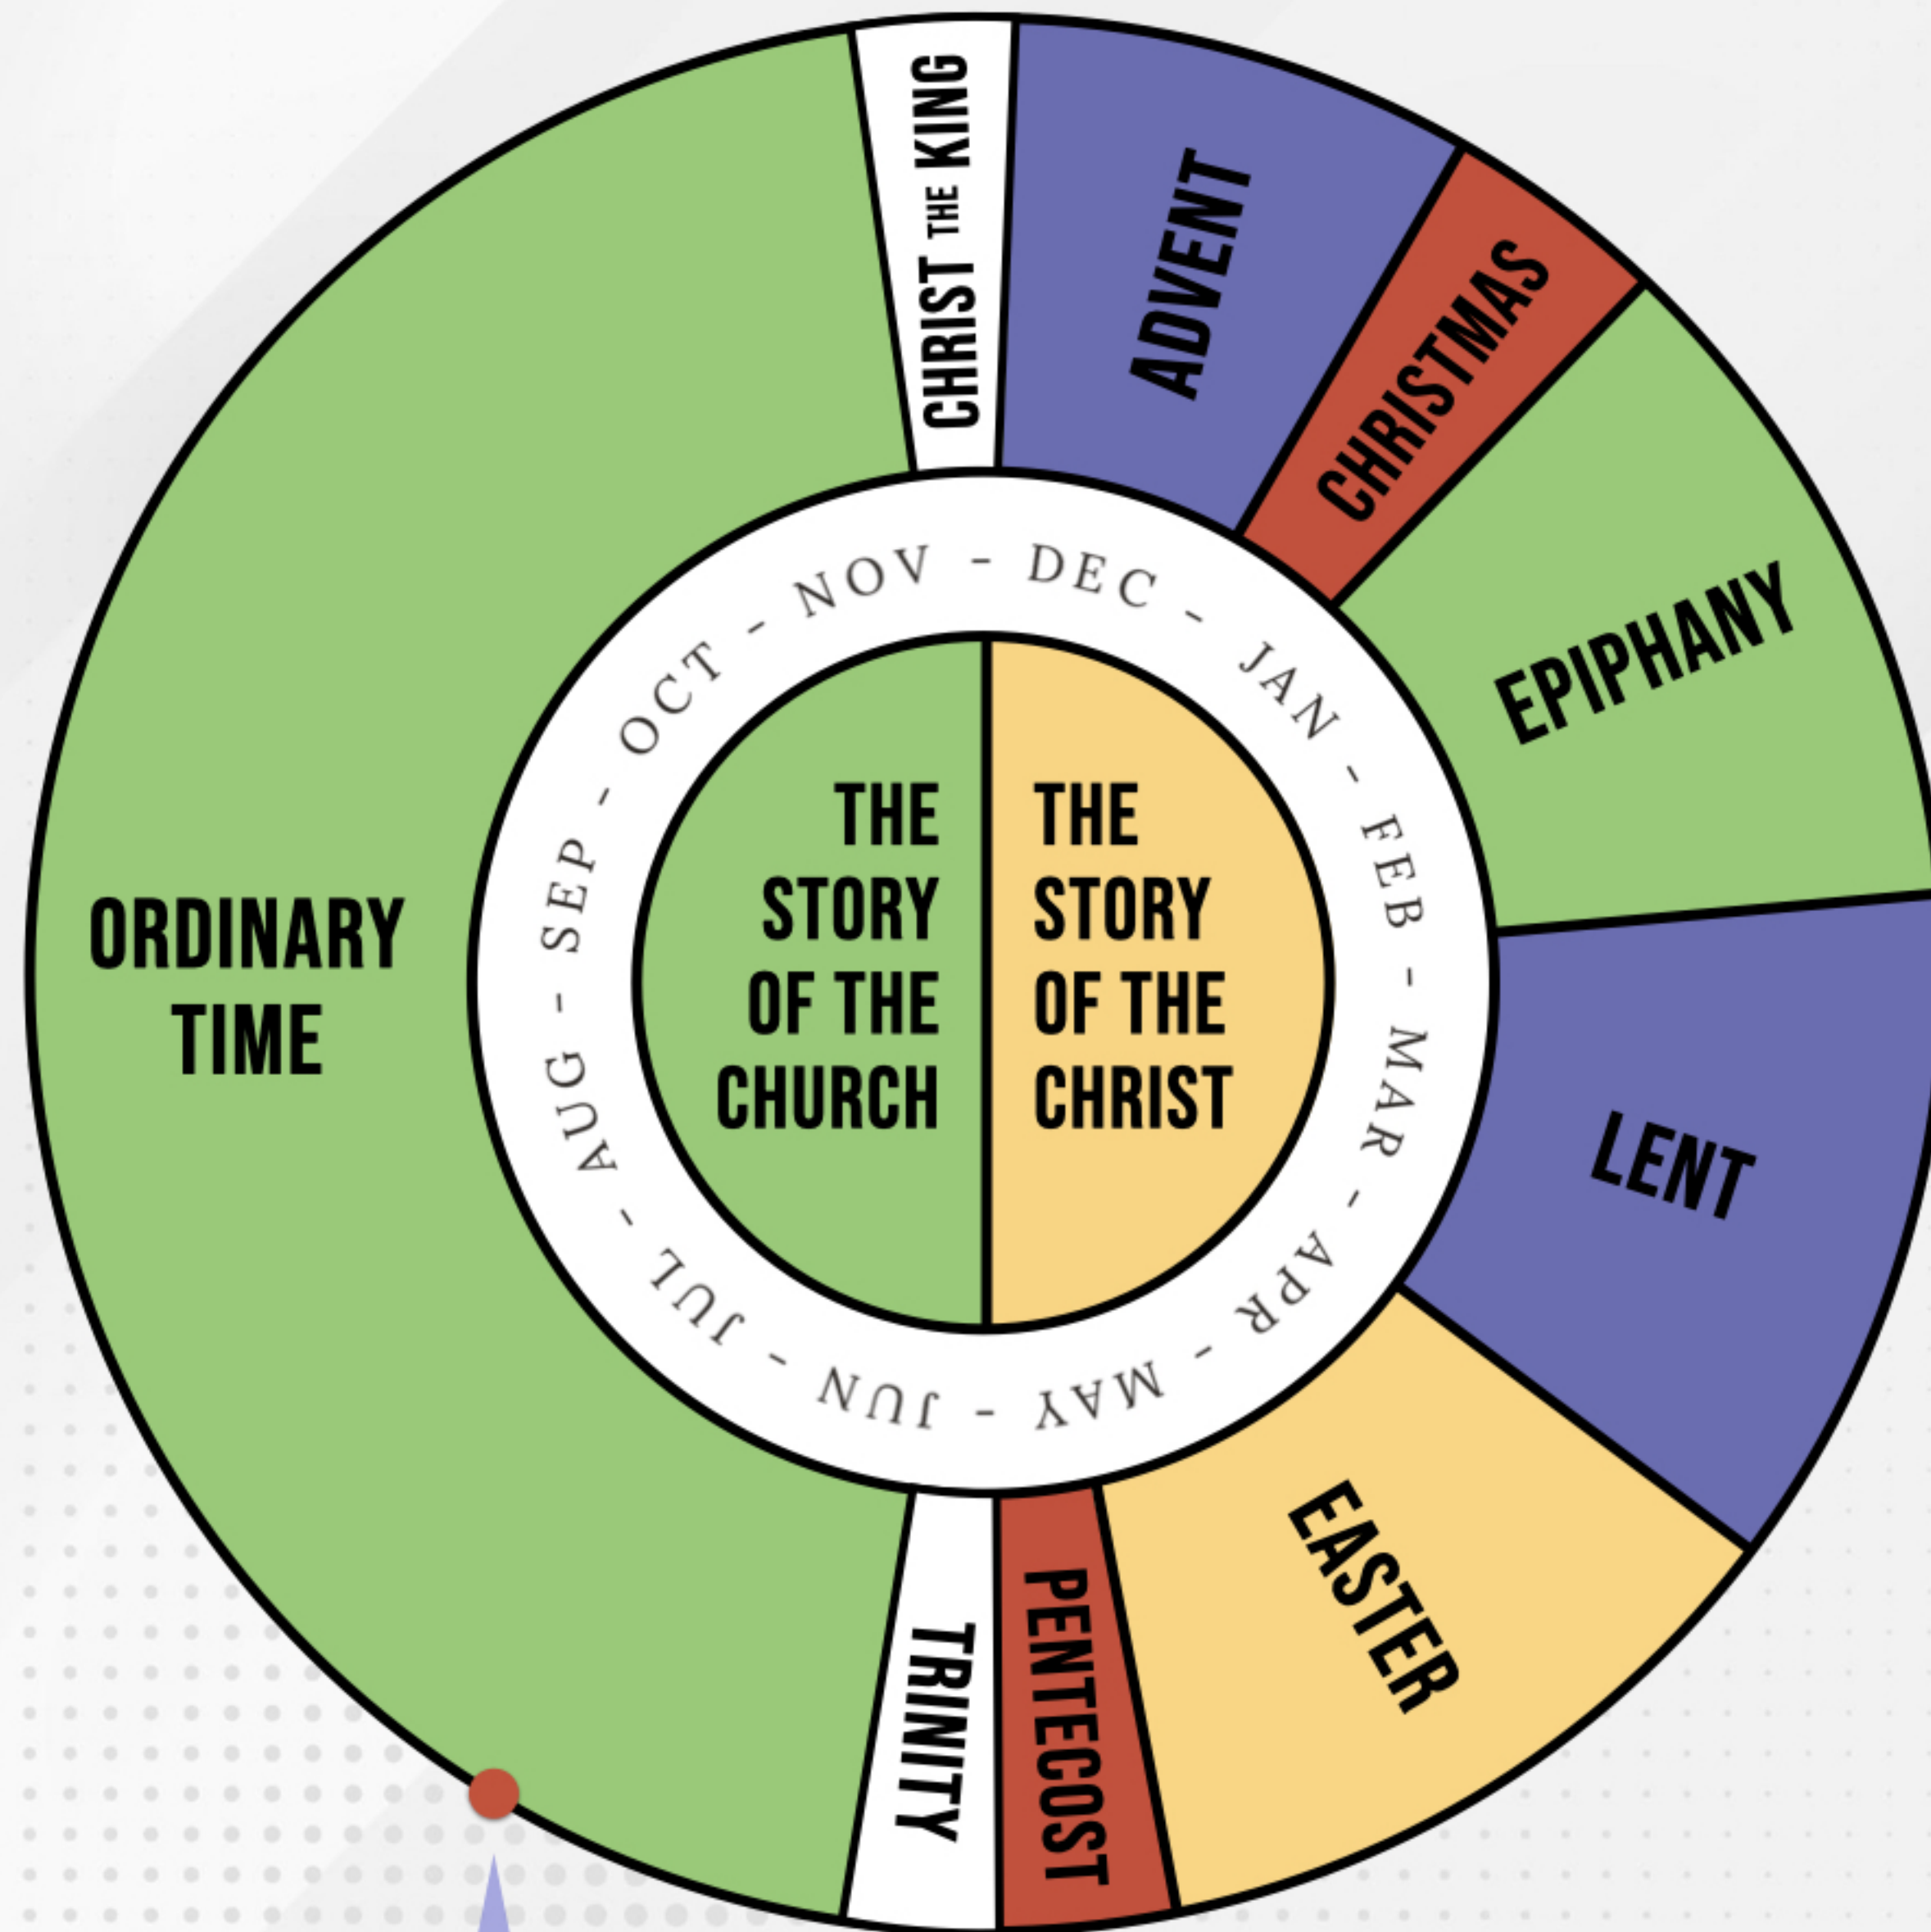 CHRIST THE KING
ADVENT
CHRISTMAS
EPIPHANY
LENT
EASTER
PENTECOST
TRINITY
ORDINARY
TIME
NOV - DEC - JAN - FEB - MAR - APR - MAY - JUN - JUL - AUG - SEP - OCT -
THE
STORY
OF THE
CHURCH
THE
STORY
OF THE
CHRIST